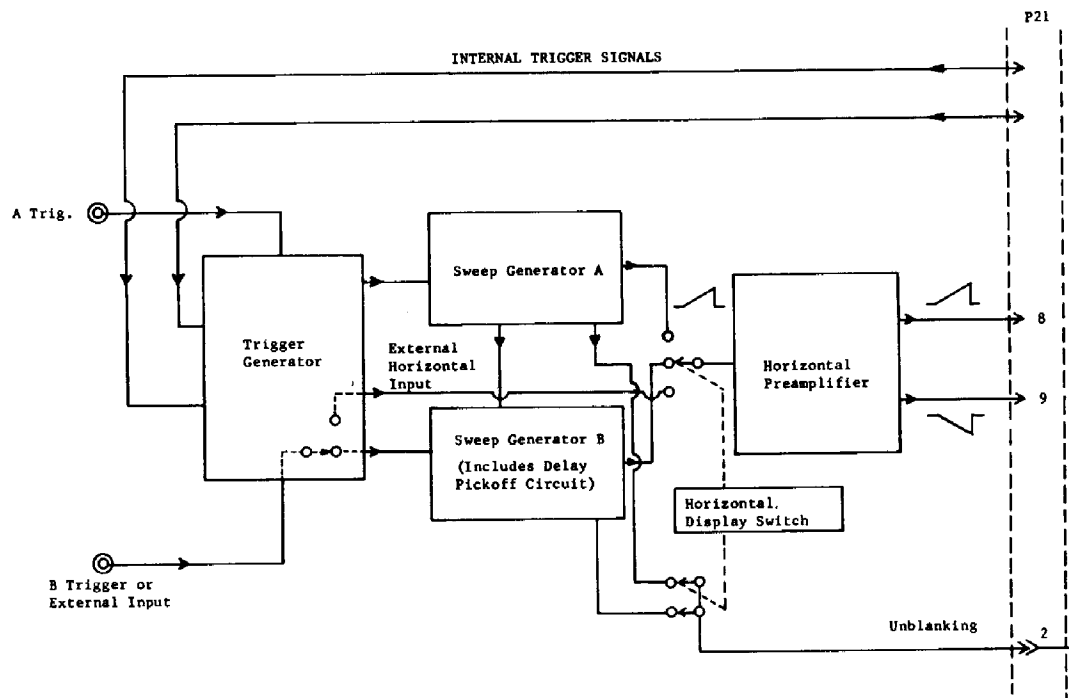 P21
INTERNAL TRIGGER SIGNALS
A Trig.
Sweep Generator A
Trigger
Generator
External
Horizontal
Input
Horizontal
Preamplifier
8
9
Sweep Generator B
(Includes Delay
Pickoff Circuit)
Horizontal.
Display Switch
B Trigger or
External Input
Unblanking
2